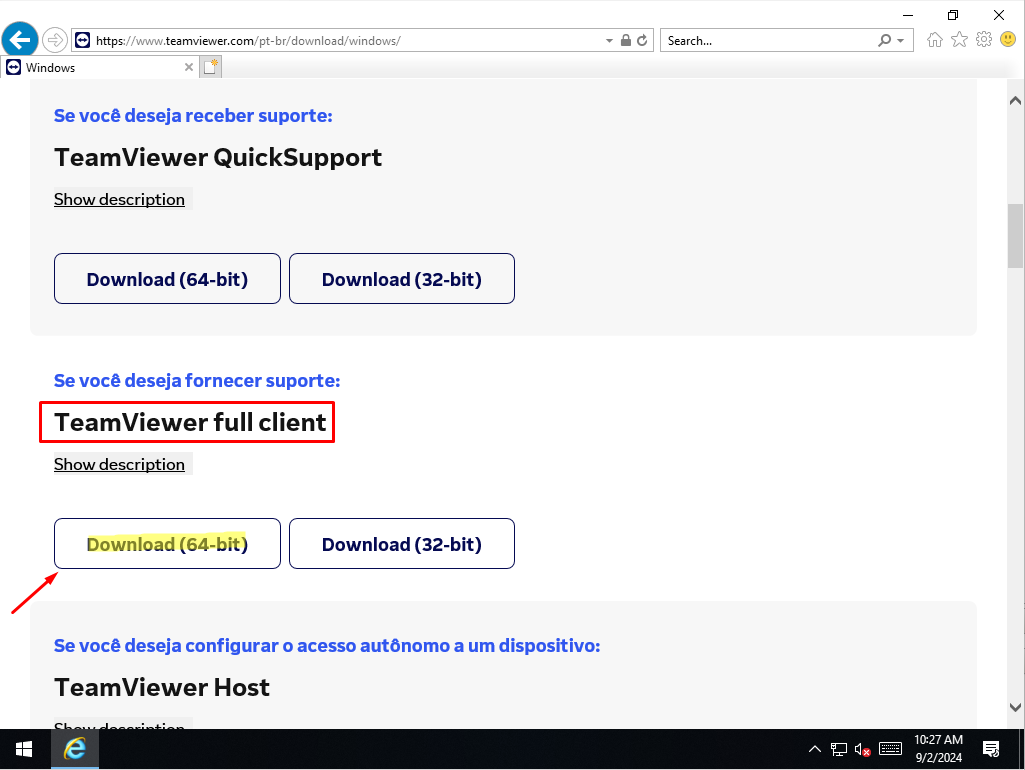 https://www.teamviewer.com/pt-br/download/windows/
Search...
Windows
Se você deseja receber suporte:
TeamViewer QuickSupport
Show description
Download (64-bit)
Download (32-bit)
Se você deseja fornecer suporte:
TeamViewer full client
Show description
Download (64-bit)
Download (32-bit)
Se você deseja configurar o acesso autônomo a um dispositivo:
TeamViewer Host
Show description
10:27 AM
9/2/2024